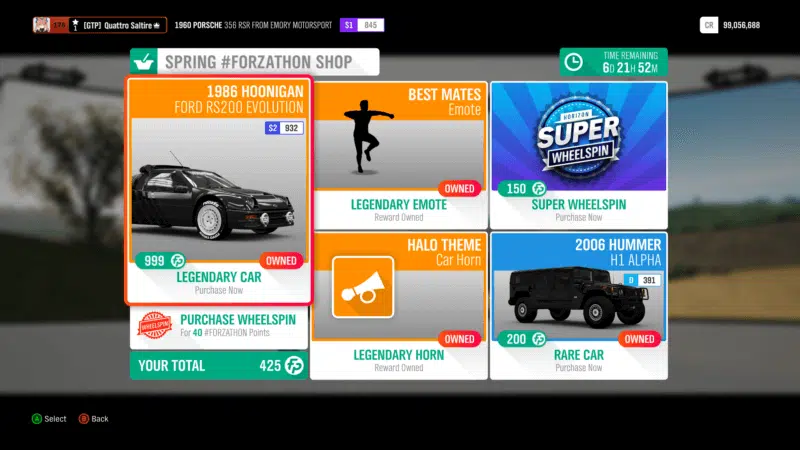 176 [GTP] Quattro Saltire
1960 PORSCHE 356 RSR FROM EMORY MOTORSPORT S1 845
CR 99,056,688
SPRING #FORZATHON SHOP
TIME REMAINING
6D 21H 52M
1986 HOONIGAN
FORD RS200 EVOLUTION
S2 932
999 OWNED
LEGENDARY CAR
Purchase Now
BEST MATES
Emote
OWNED
LEGENDARY EMOTE
Reward Owned
HORIZON
SUPER
WHEELSPIN
150
SUPER WHEELSPIN
Purchase Now
HALO THEME
Car Horn
OWNED
LEGENDARY HORN
Reward Owned
2006 HUMMER
H1 ALPHA
D 391
200 OWNED
RARE CAR
Purchase Now
WHEELSPIN
PURCHASE WHEELSPIN
For 40 #FORZATHON Points
YOUR TOTAL 425
A Select B Back